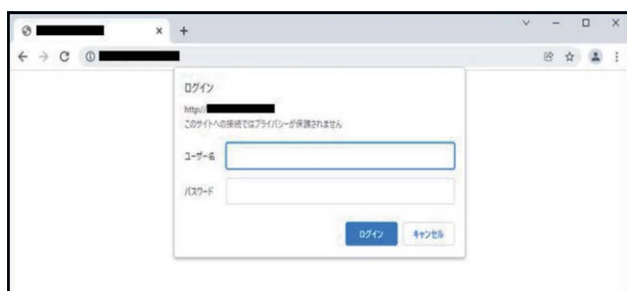 ログイン
http://
このサイトへの接続ではプライバシーが保護されません
ユーザー名
パスワード
ログイン
キャンセル